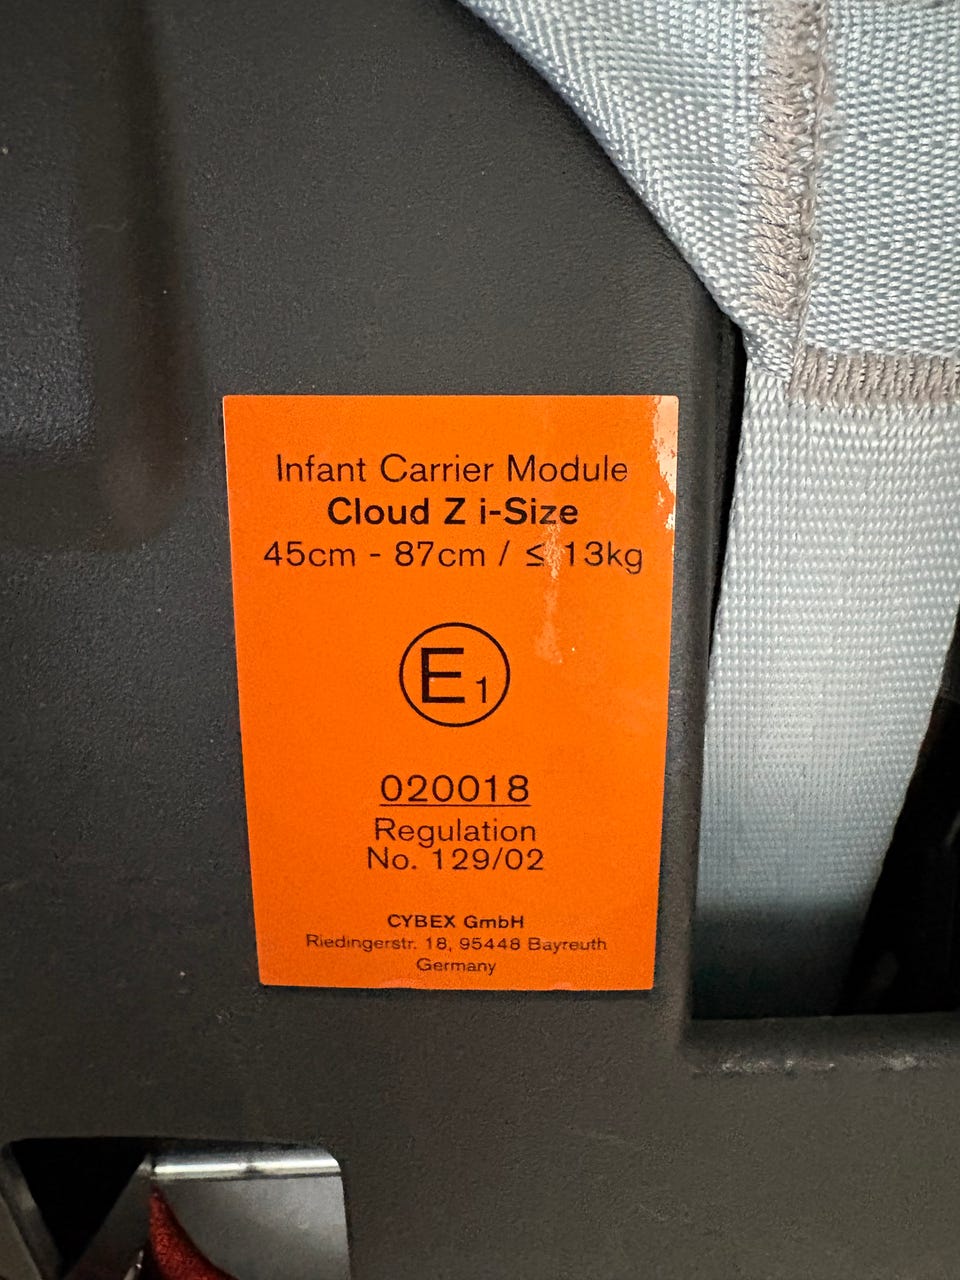 Infant Carrier Module
Cloud Z i-Size
45cm - 87cm / ≤ 13kg
E1
020018
Regulation
No. 129/02
CYBEX GmbH
Riedingerstr. 18, 95448 Bayreuth
Germany